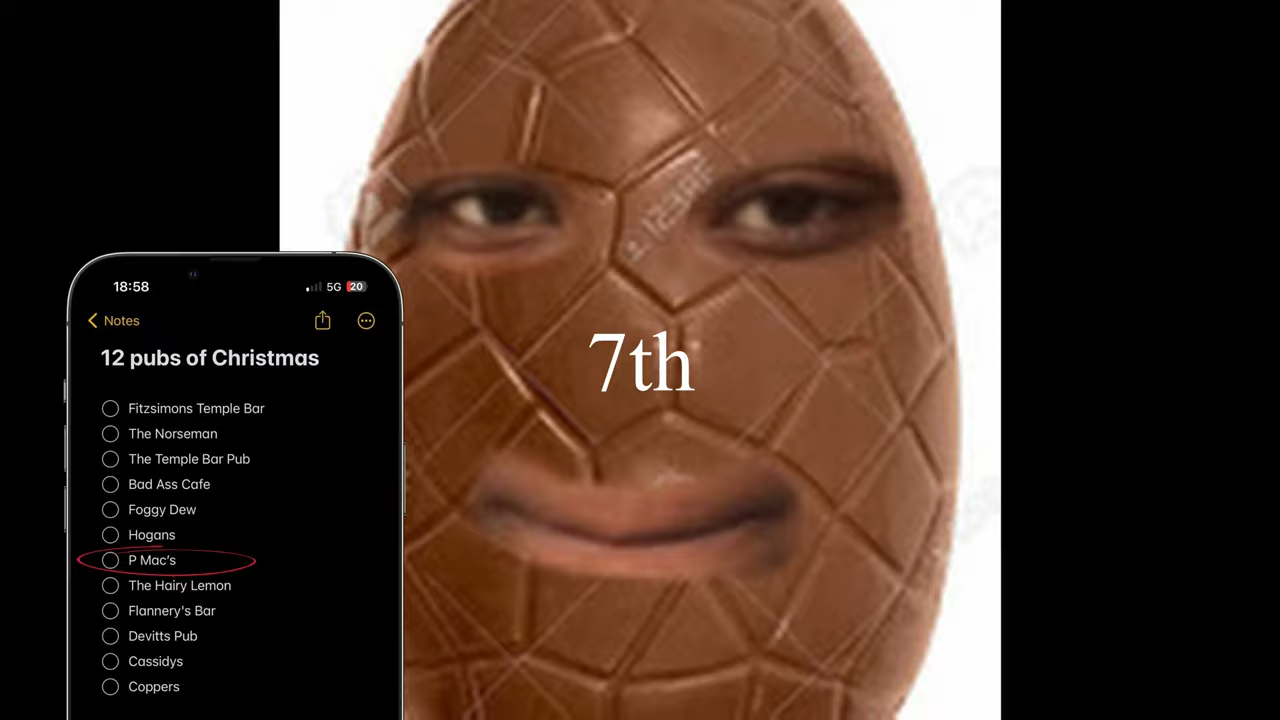 18:58
5G
20
Notes
12 pubs of Christmas
Fitzsimons Temple Bar
The Norseman
The Temple Bar Pub
Bad Ass Cafe
Foggy Dew
Hogans
P Mac's
The Hairy Lemon
Flannery's Bar
Devitts Pub
Cassidys
Coppers
7th
123RF